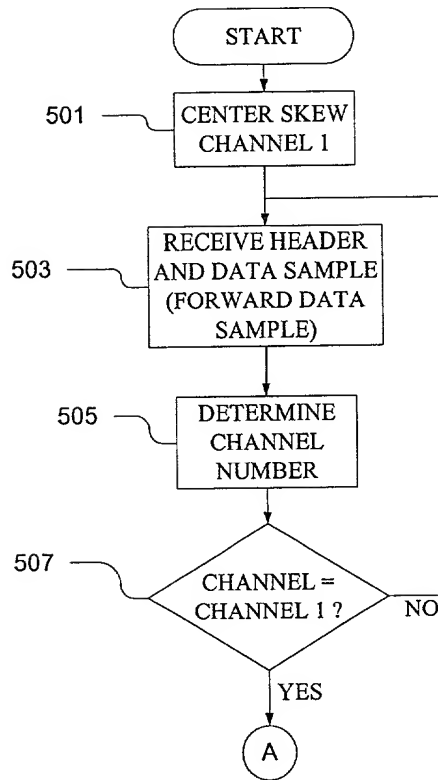 START
501
CENTER SKEW
CHANNEL 1
503
RECEIVE HEADER
AND DATA SAMPLE
(FORWARD DATA
SAMPLE)
505
DETERMINE
CHANNEL
NUMBER
507
CHANNEL =
CHANNEL 1 ?
NO
YES
A